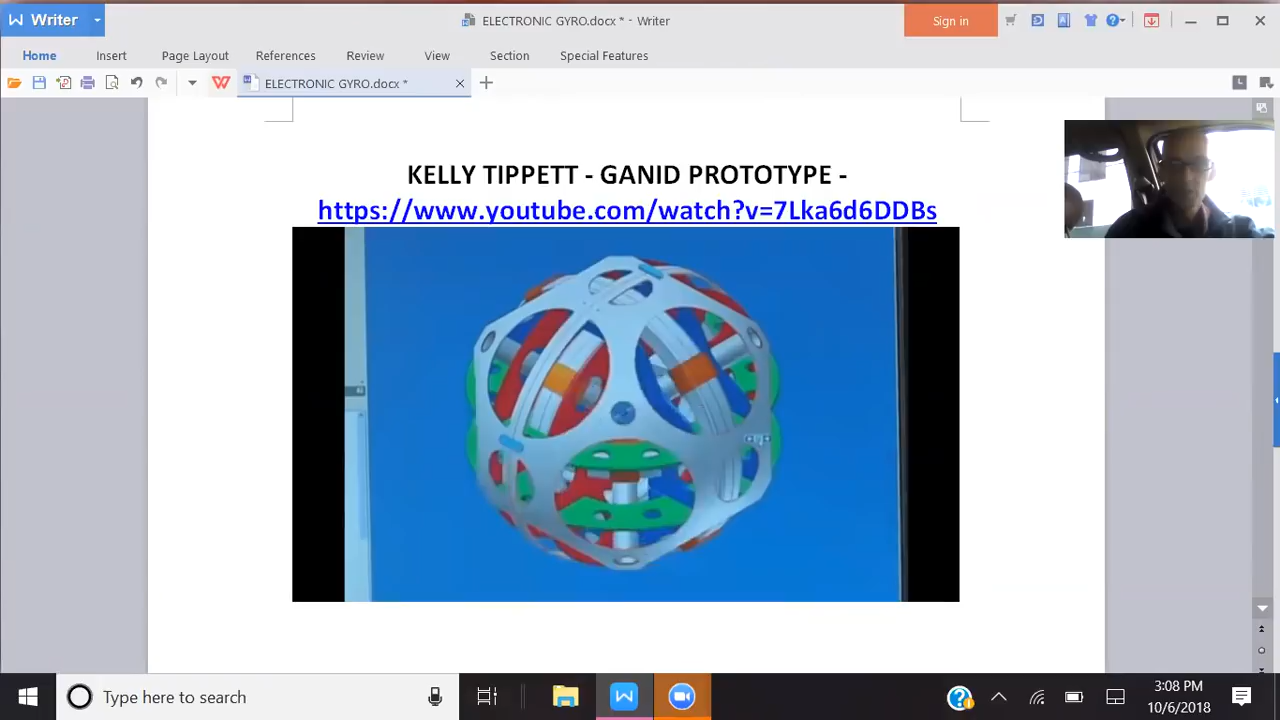 Writer
ELECTRONIC GYRO.docx * - Writer
Sign in
Home
Insert
Page Layout
References
Review
View
Section
Special Features
ELECTRONIC GYRO.docx *
KELLY TIPPETT - GANID PROTOTYPE -
https://www.youtube.com/watch?v=7Lka6d6DDBs
Type here to search
3:08 PM
10/6/2018